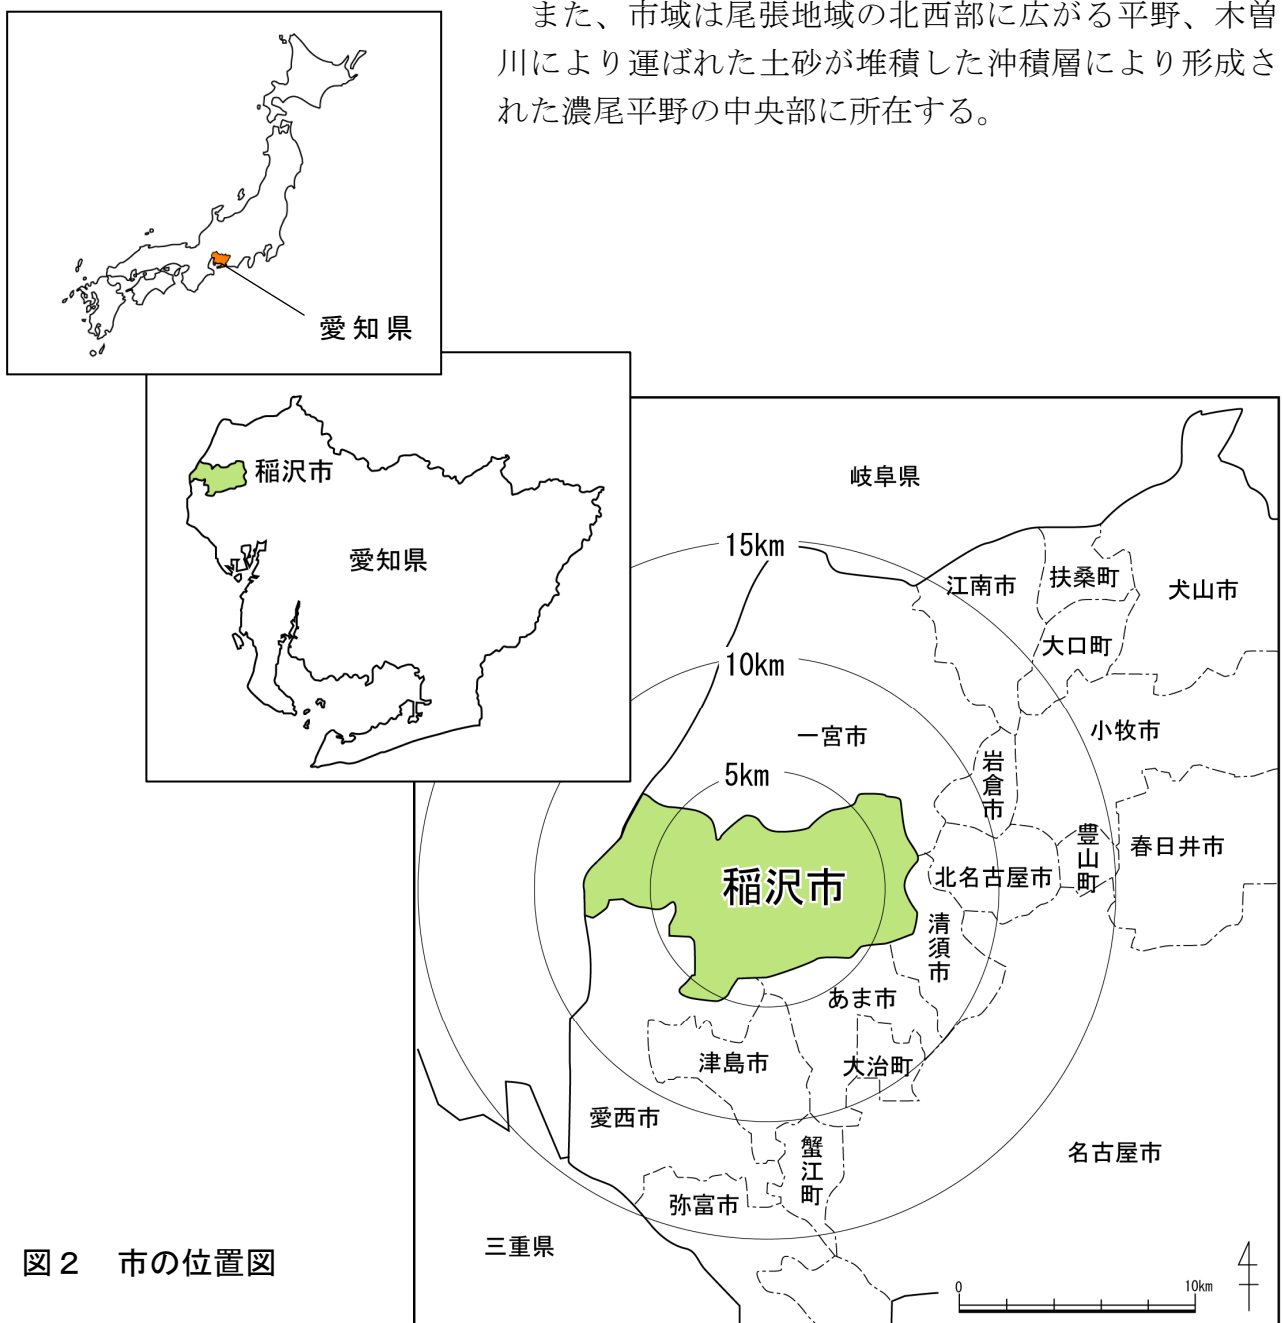 また、市域は尾張地域の北西部に広がる平野、木曽
川により運ばれた土砂が堆積した沖積層により形成さ
れた濃尾平野の中央部に所在する。
愛知県
稲沢市
愛知県
岐阜県
15km
江南市
扶桑町
犬山市
大口町
10km
小牧市
一宮市
岩倉市
5km
豊山町
春日井市
稲沢市
北名古屋市
清須市
あま市
津島市
大治町
愛西市
蟹江町
名古屋市
弥富市
三重県
図2 市の位置図
0 10km